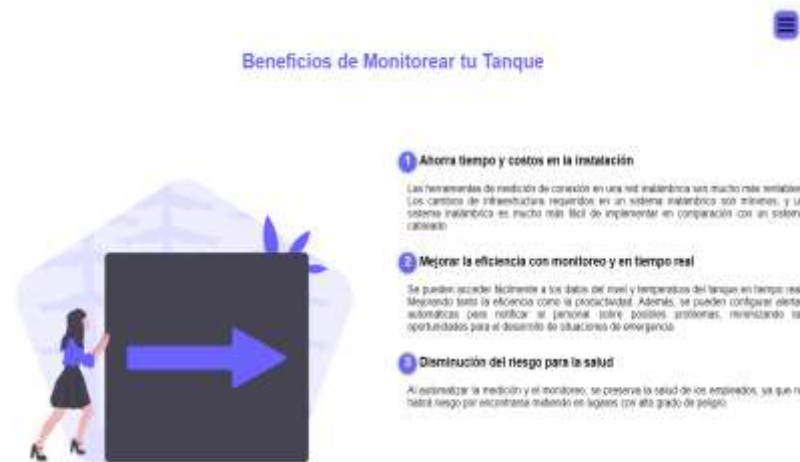 Beneficios de Monitorear tu Tanque
1 Ahorra tiempo y costos en la instalación
Las herramientas de medición de conexión en una red inalámbrica son mucho más rentables
Los cambios de infraestructura requeridos en un sistema inalámbrico son mínimos, y u
sistema inalámbrico es mucho más fácil de implementar en comparación con un sistem
cableado
2 Mejorar la eficiencia con monitoreo y en tiempo real
Se pueden acceder fácilmente a los datos del nivel y temperatura del tanque en tiempo rea
Mejorando tanto la eficiencia como la productividad. Además, se pueden configurar alerta
automáticas para notificar al personal sobre posibles problemas, minimizando la
oportunidades para el desarrollo de situaciones de emergencia
3 Disminución del riesgo para la salud
Al automatizar la medición y el monitoreo, se preserva la salud de los empleados, ya que n
habrá riesgo por encontrarse midiendo en lugares con alto grado de peligro